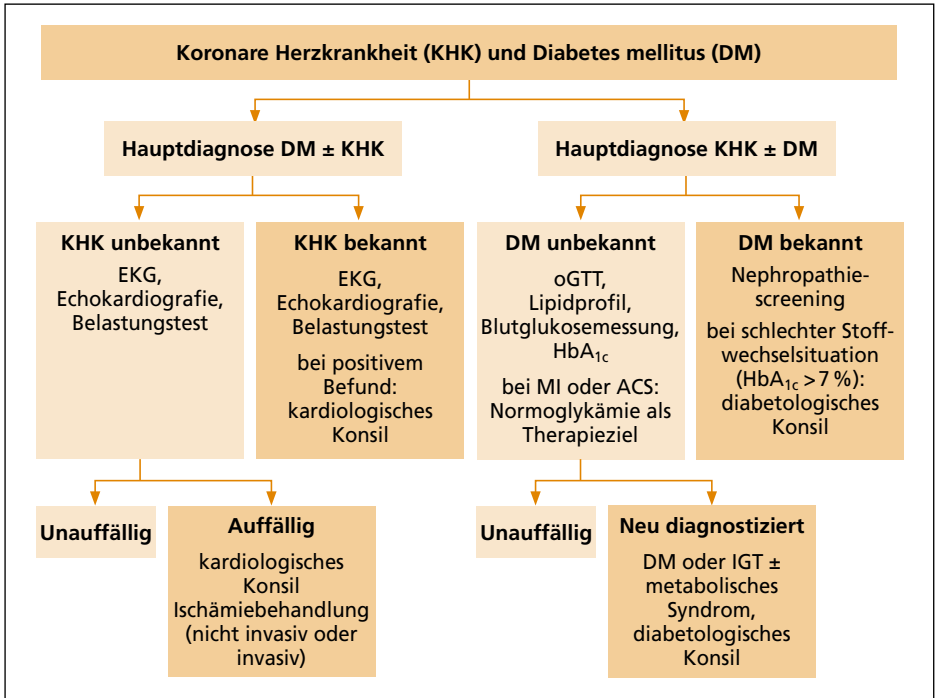 Koronare Herzkrankheit (KHK) und Diabetes mellitus (DM)
Hauptdiagnose DM ± KHK
Hauptdiagnose KHK ± DM
KHK unbekannt
EKG,
Echokardiografie,
Belastungstest
KHK bekannt
EKG,
Echokardiografie,
Belastungstest
bei positivem
Befund:
kardiologisches
Konsil
DM unbekannt
oGTT,
Lipidprofil,
Blutglukosemessung,
HbA1c
bei MI oder ACS:
Normoglykämie als
Therapieziel
DM bekannt
Nephropathie-
screening
bei schlechter Stoff-
wechselsituation
(HbA1c >7 %):
diabetologisches
Konsil
Unauffällig
Auffällig
kardiologisches
Konsil
Ischämiebehandlung
(nicht invasiv oder
invasiv)
Unauffällig
Neu diagnostiziert
DM oder IGT ±
metabolisches
Syndrom,
diabetologisches
Konsil